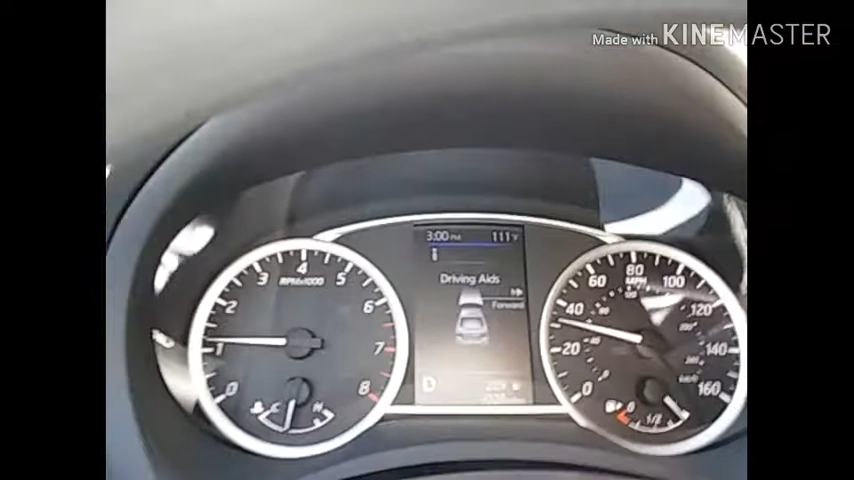 Made with KINEMASTER
3:00 PM 111°F
Driving Aids
Forward
D
0 1 2 3 4 5 6 7 8
RPMx1000
C H
0 20 40 60 80 100 120 140 160
MPH
0 1/2